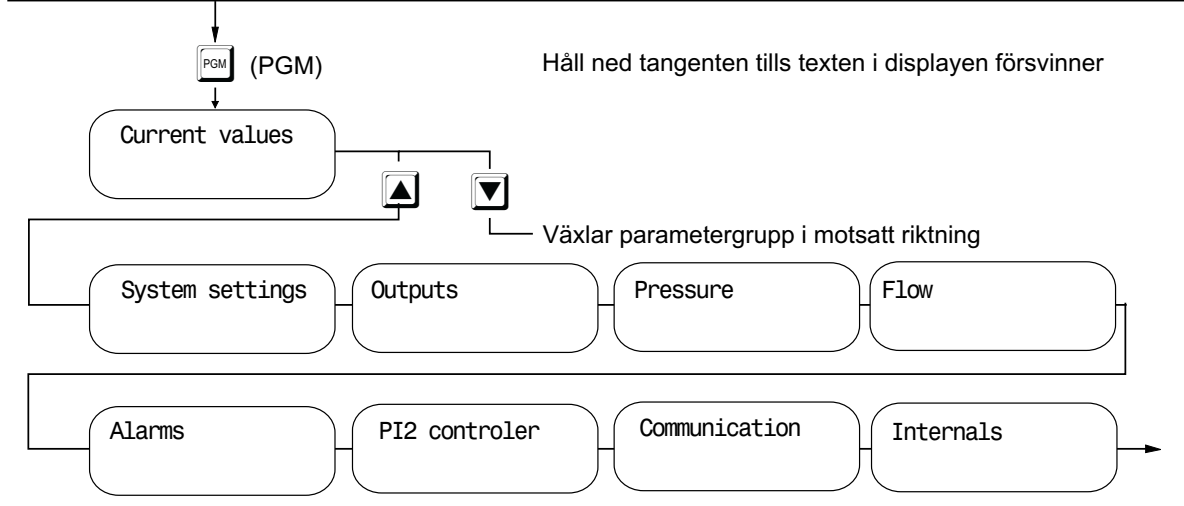 PGM (PGM)
Håll ned tangenten tills texten i displayen försvinner
Current values
Växlar parametergrupp i motsatt riktning
System settings
Outputs
Pressure
Flow
Alarms
PI2 controler
Communication
Internals